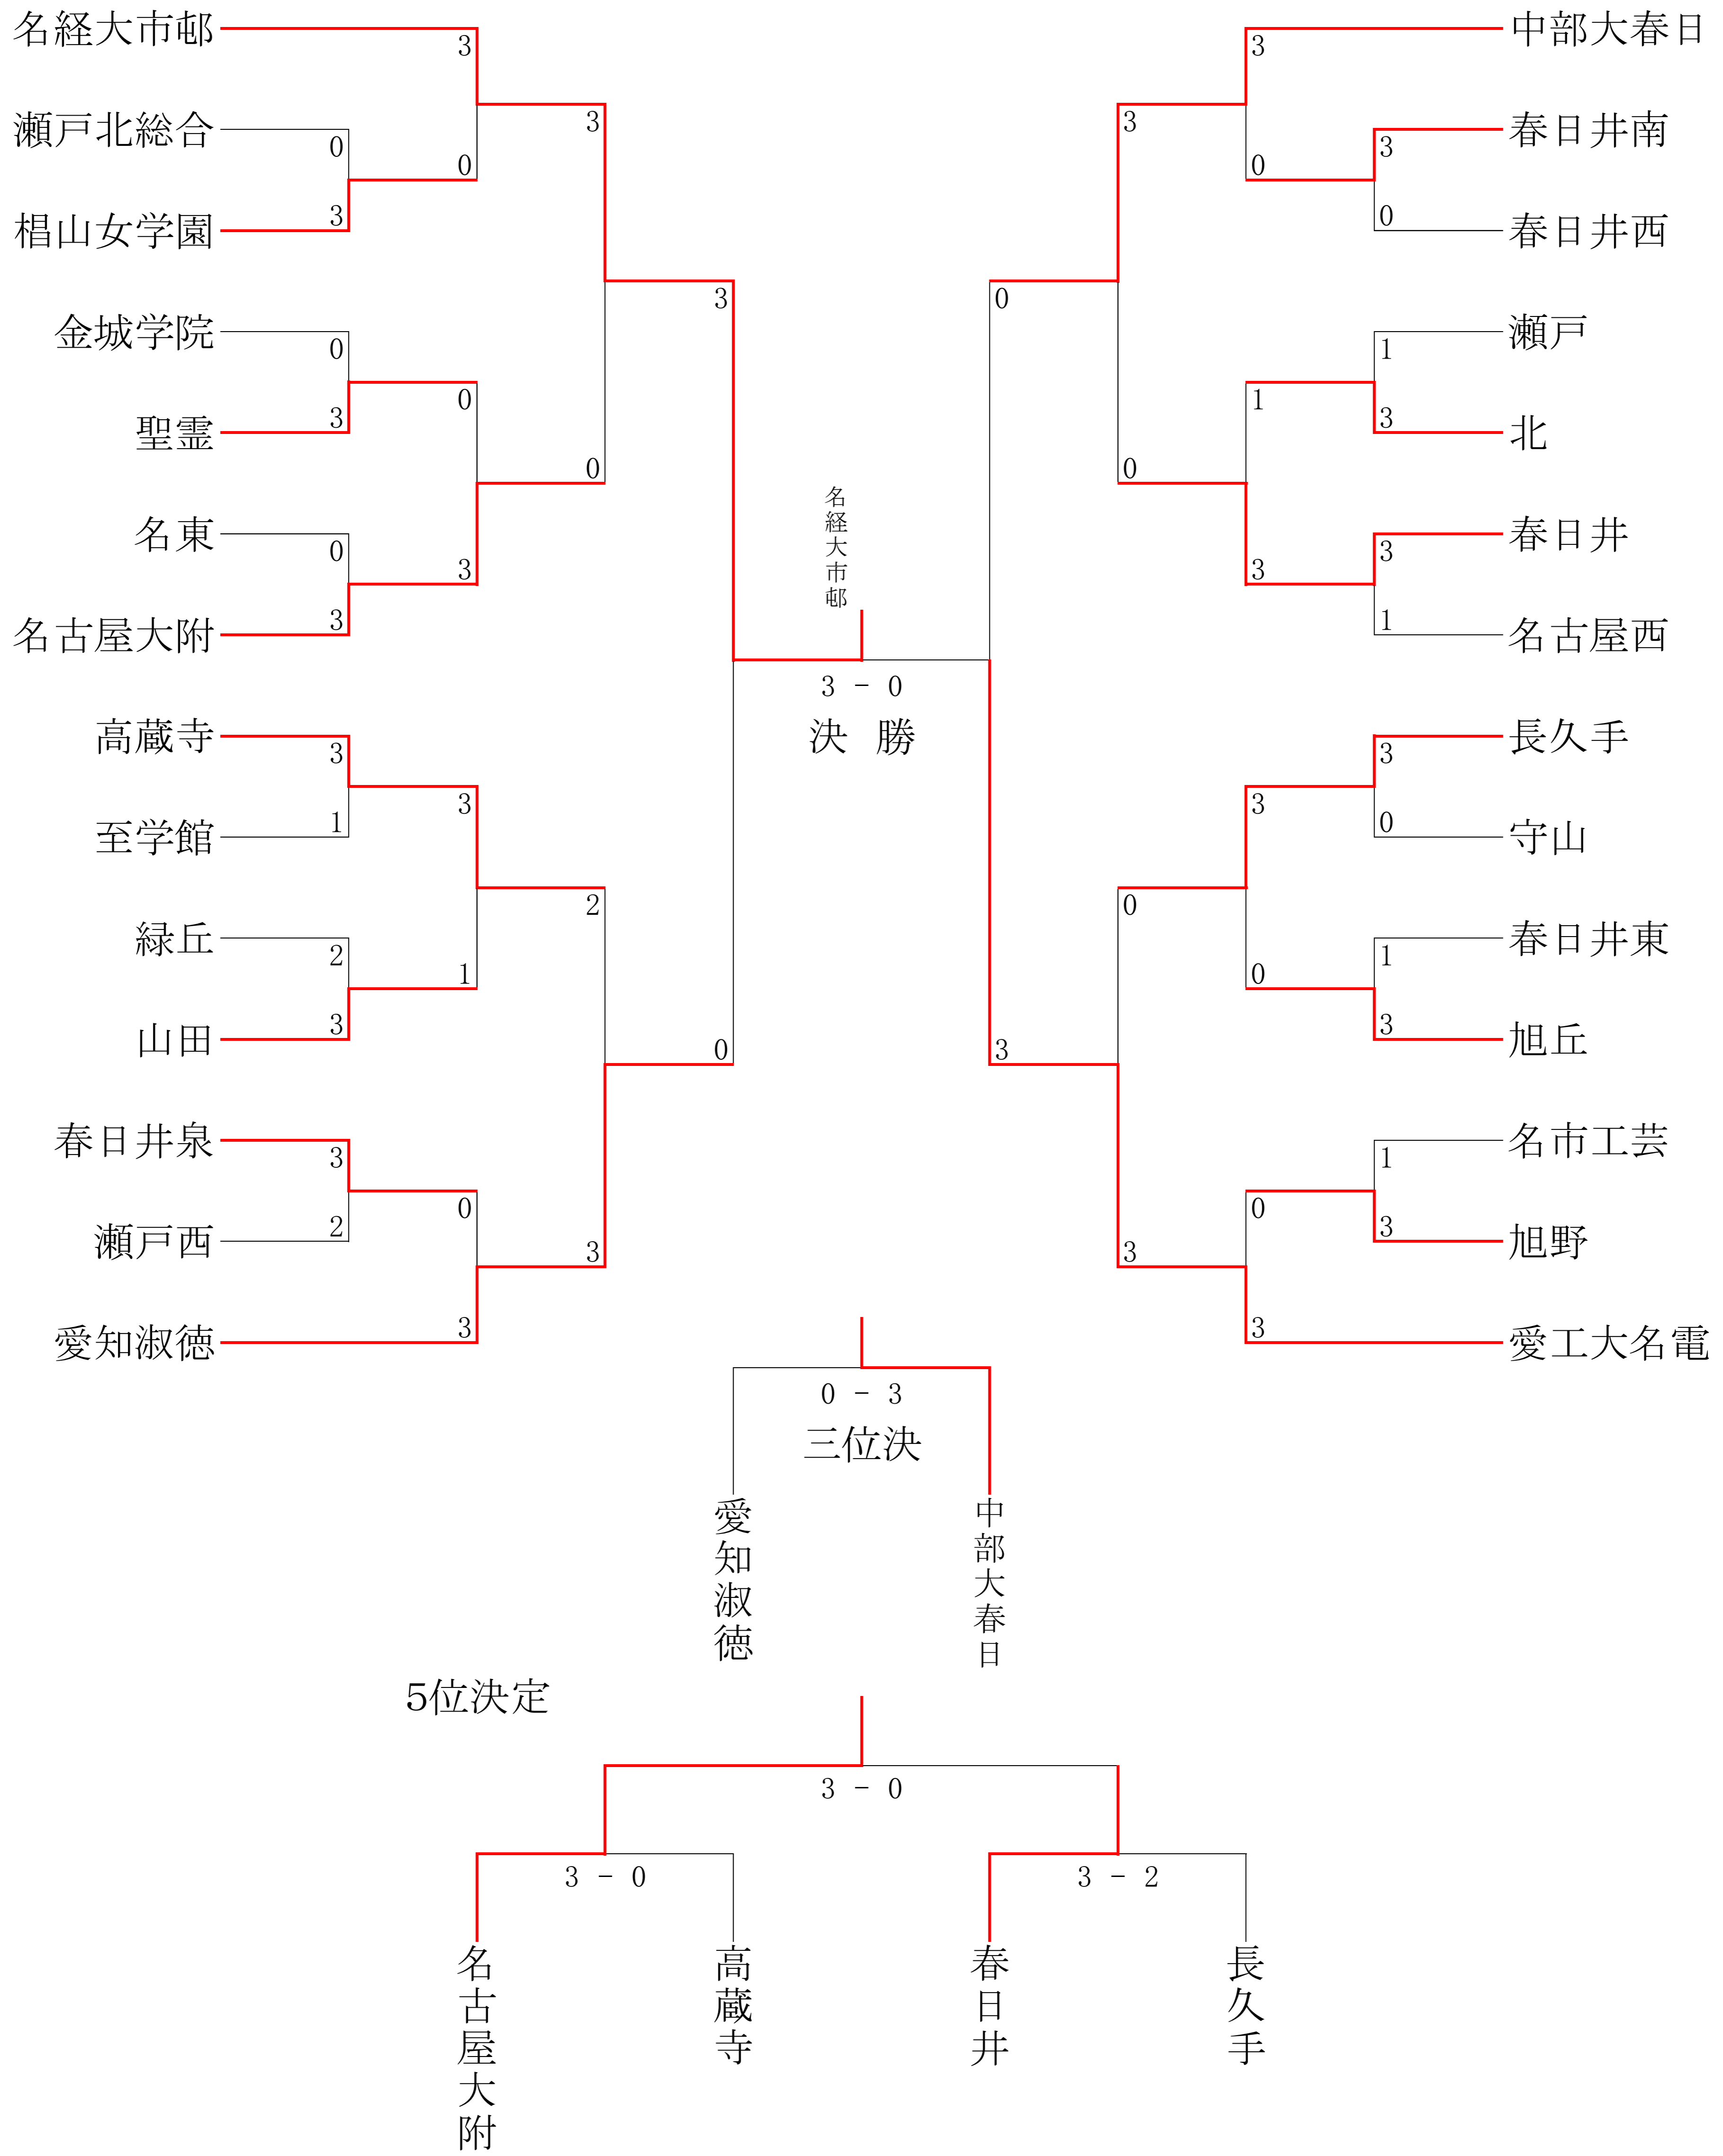 名経大市邨
3
瀬戸北総合
0
3
0
椙山女学園
3
金城学院
0
3
0
聖霊
3
0
名東
0
3
名古屋大附
3
高蔵寺
3
3
至学館
1
2
緑丘
2
1
山田
3
0
春日井泉
3
0
瀬戸西
2
3
愛知淑徳
3
中部大春日
3
3
春日井南
3
0
春日井西
0
0
瀬戸
1
1
北
3
0
春日井
3
3
名古屋西
1
長久手
3
3
守山
0
0
春日井東
1
0
旭丘
3
3
名市工芸
1
0
旭野
3
3
愛工大名電
3
名経大市邨
3 - 0
決 勝
0 - 3
三位決
愛知淑徳
中部大春日
5位決定
3 - 0
3 - 0
3 - 2
名古屋大附
高蔵寺
春日井
長久手